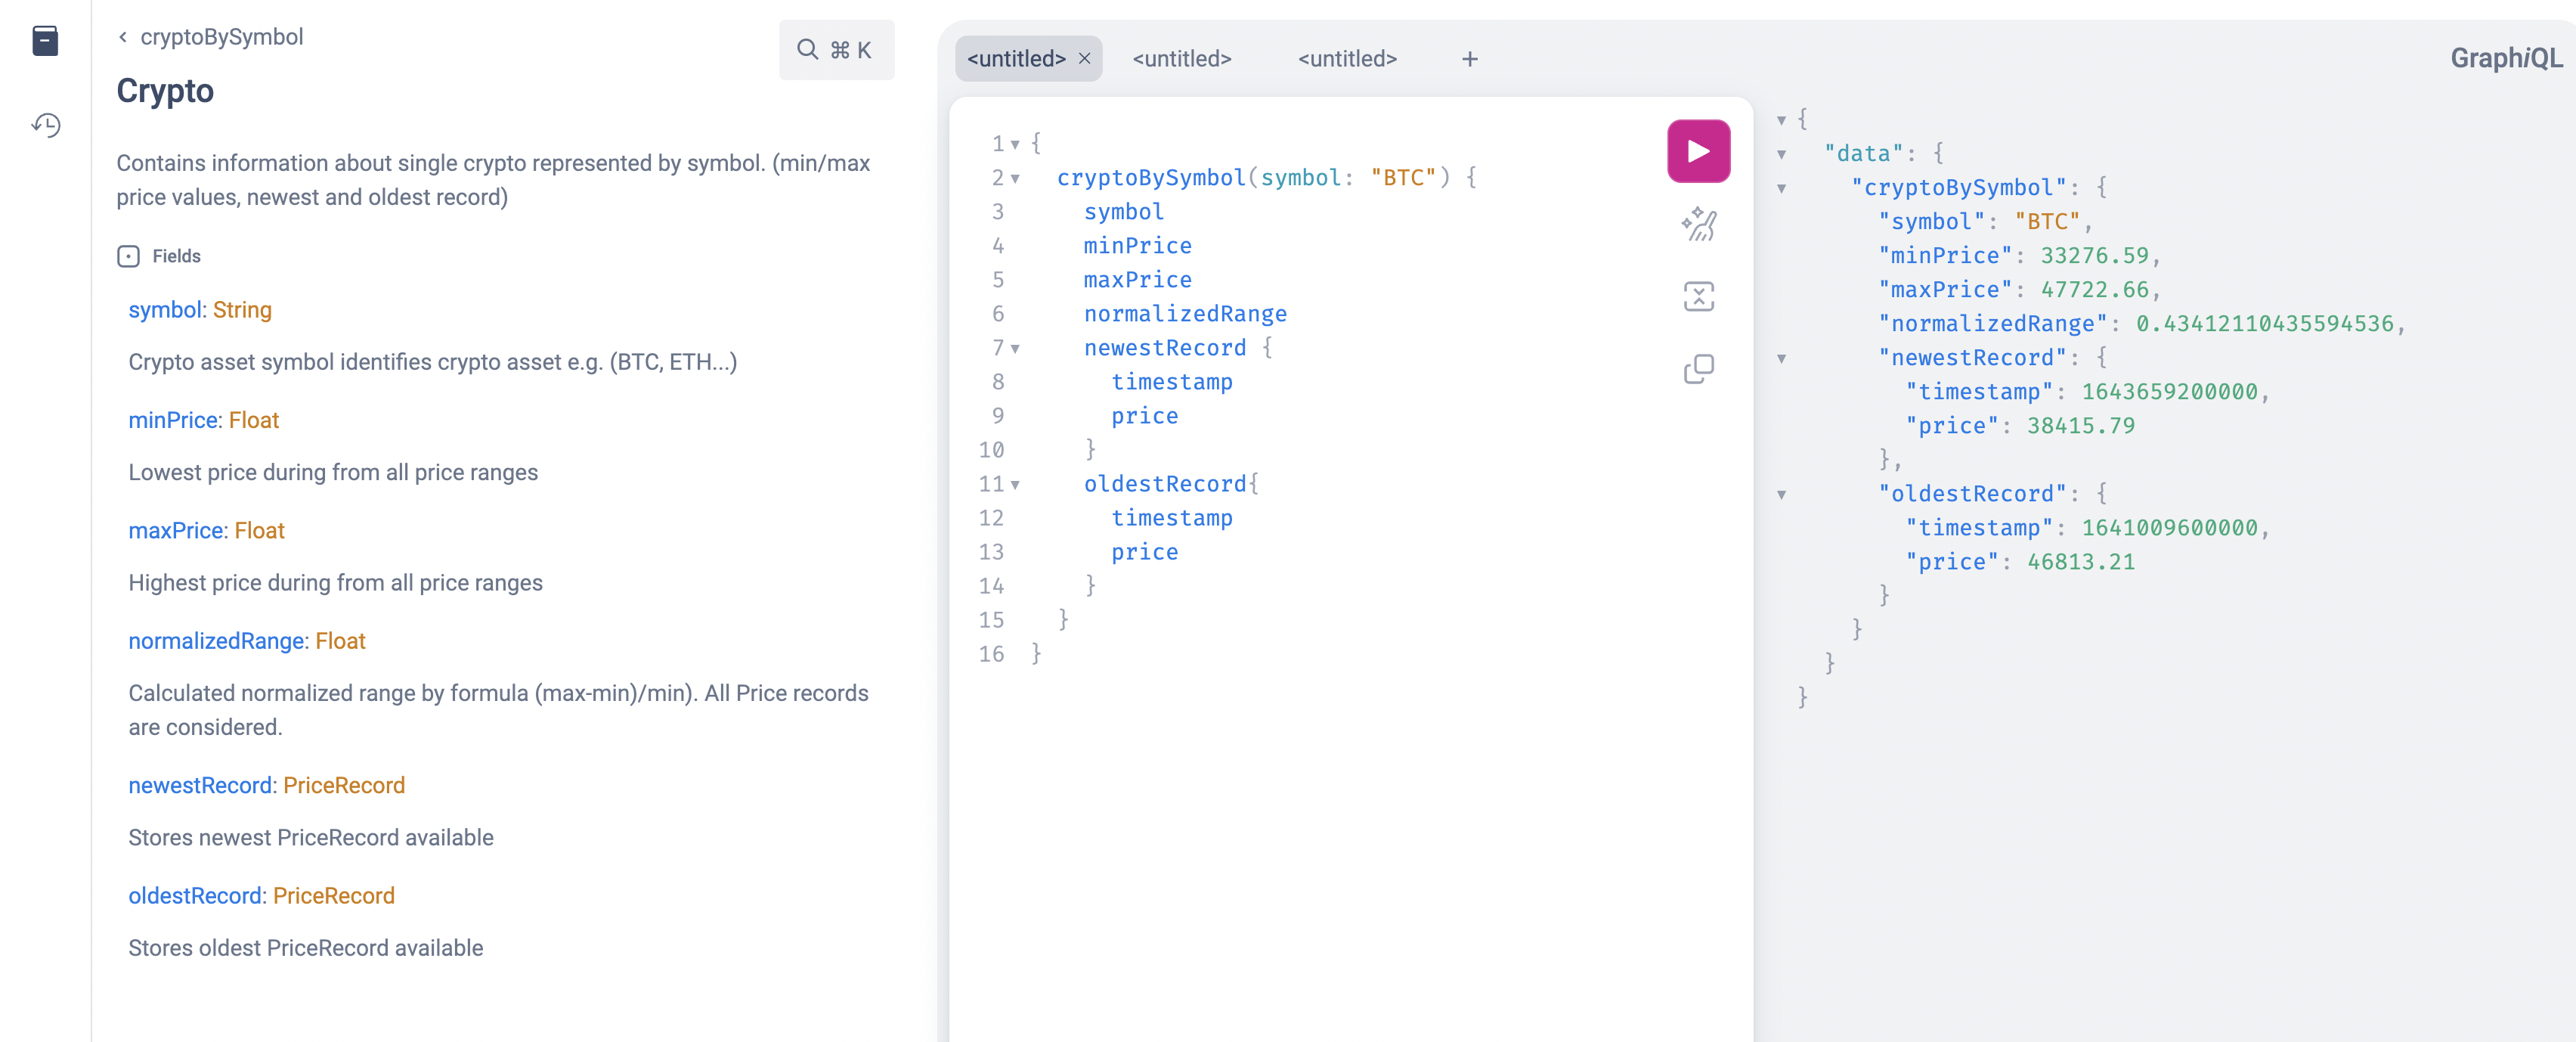 cryptoBySymbol
⌘ K
Crypto
Contains information about single crypto represented by symbol. (min/max
price values, newest and oldest record)
Fields
symbol: String
Crypto asset symbol identifies crypto asset e.g. (BTC, ETH...)
minPrice: Float
Lowest price during from all price ranges
maxPrice: Float
Highest price during from all price ranges
normalizedRange: Float
Calculated normalized range by formula (max-min)/min). All Price records
are considered.
newestRecord: PriceRecord
Stores newest PriceRecord available
oldestRecord: PriceRecord
Stores oldest PriceRecord available
<untitled> × <untitled> <untitled> +
GraphiQL
1 {
2 cryptoBySymbol(symbol: "BTC") {
3 symbol
4 minPrice
5 maxPrice
6 normalizedRange
7 newestRecord {
8 timestamp
9 price
10 }
11 oldestRecord{
12 timestamp
13 price
14 }
15 }
16 }
{
"data": {
"cryptoBySymbol": {
"symbol": "BTC",
"minPrice": 33276.59,
"maxPrice": 47722.66,
"normalizedRange": 0.43412110435594536,
"newestRecord": {
"timestamp": 1643659200000,
"price": 38415.79
},
"oldestRecord": {
"timestamp": 1641009600000,
"price": 46813.21
}
}
}
}